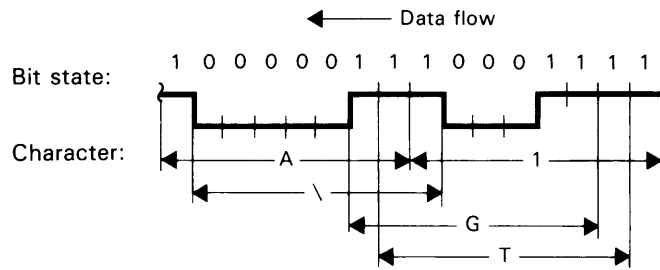 Data flow
Bit state: 1 0 0 0 0 0 1 1 1 0 0 0 1 1 1 1
Character: A 1
\
G
T